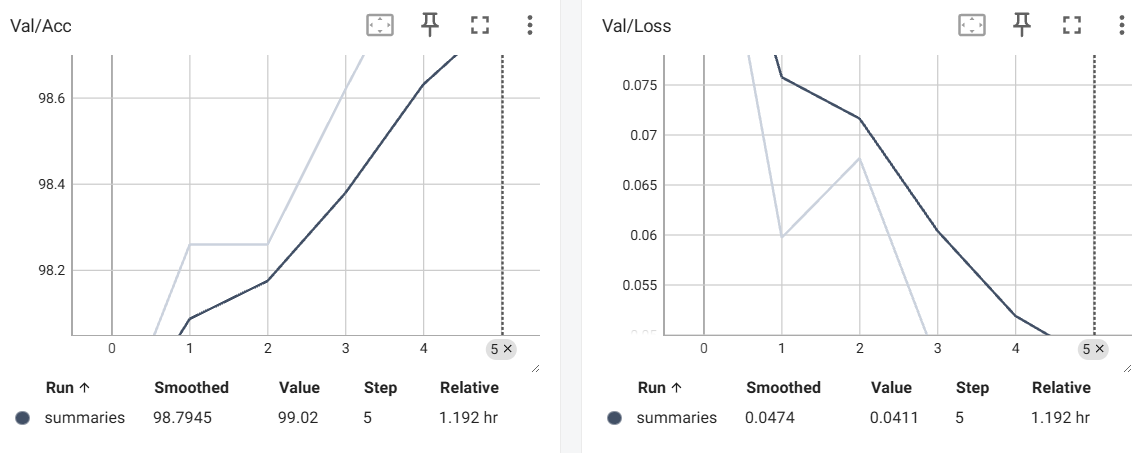 Val/Acc
98.6
98.4
98.2
0 1 2 3 4 5 ×
Run ↑ Smoothed Value Step Relative
summaries 98.7945 99.02 5 1.192 hr
Val/Loss
0.075
0.07
0.065
0.06
0.055
0.05
0 1 2 3 4 5 ×
Run ↑ Smoothed Value Step Relative
summaries 0.0474 0.0411 5 1.192 hr